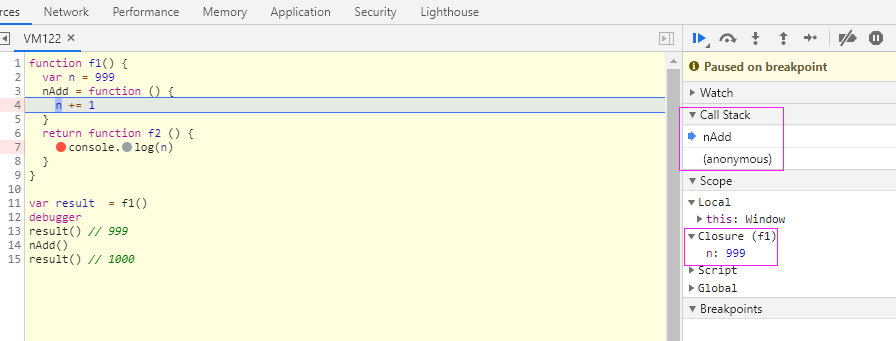 rces Network Performance Memory Application Security Lighthouse
VM122 ×
Paused on breakpoint
1 function f1() {
2 var n = 999
3 nAdd = function () {
4 n += 1
5 }
6 return function f2 () {
7 console.log(n)
8 }
9 }
10
11 var result = f1()
12 debugger
13 result() // 999
14 nAdd()
15 result() // 1000
Watch
Call Stack
nAdd
(anonymous)
Scope
Local
this: Window
Closure (f1)
n: 999
Script
Global
Breakpoints